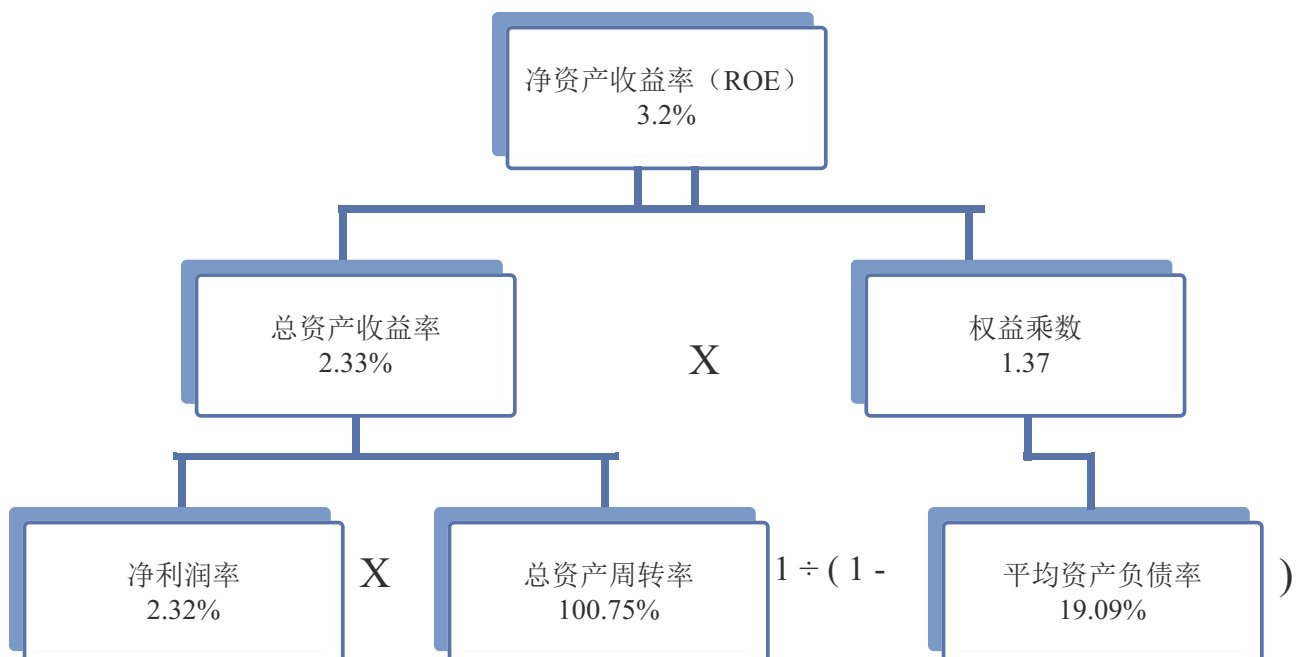 净资产收益率（ROE）
3.2%
总资产收益率
2.33%
X
权益乘数
1.37
净利润率
2.32%
X
总资产周转率
100.75%
1 ÷ ( 1 -
平均资产负债率
19.09%
)